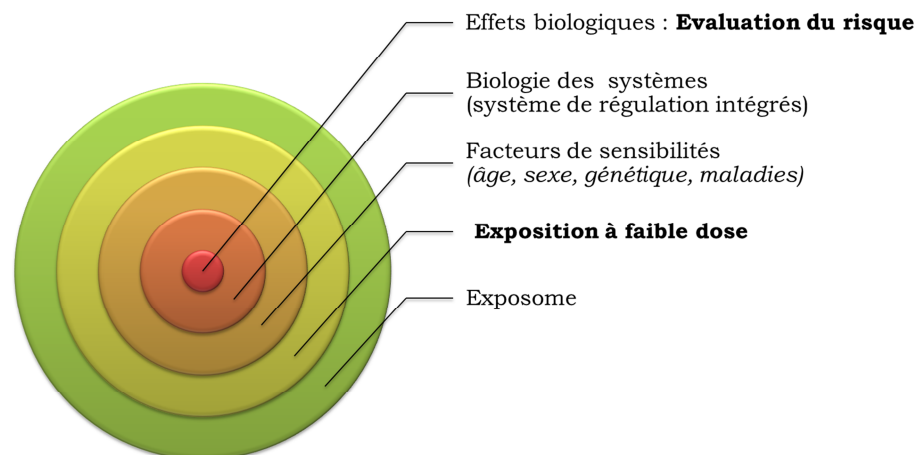 Effets biologiques : Evaluation du risque
Biologie des systèmes
(système de régulation intégrés)
Facteurs de sensibilités
(âge, sexe, génétique, maladies)
Exposition à faible dose
Exposome